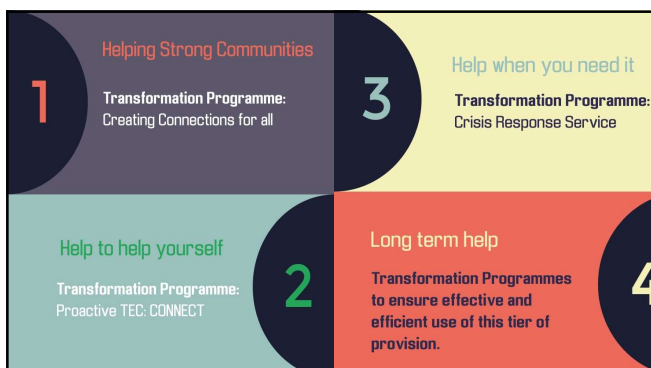 1
Helping Strong Communities
Transformation Programme:
Creating Connections for all
2
Help to help yourself
Transformation Programme:
Proactive TEC: CONNECT
3
Help when you need it
Transformation Programme:
Crisis Response Service
4
Long term help
Transformation Programmes
to ensure effective and
efficient use of this tier of
provision.